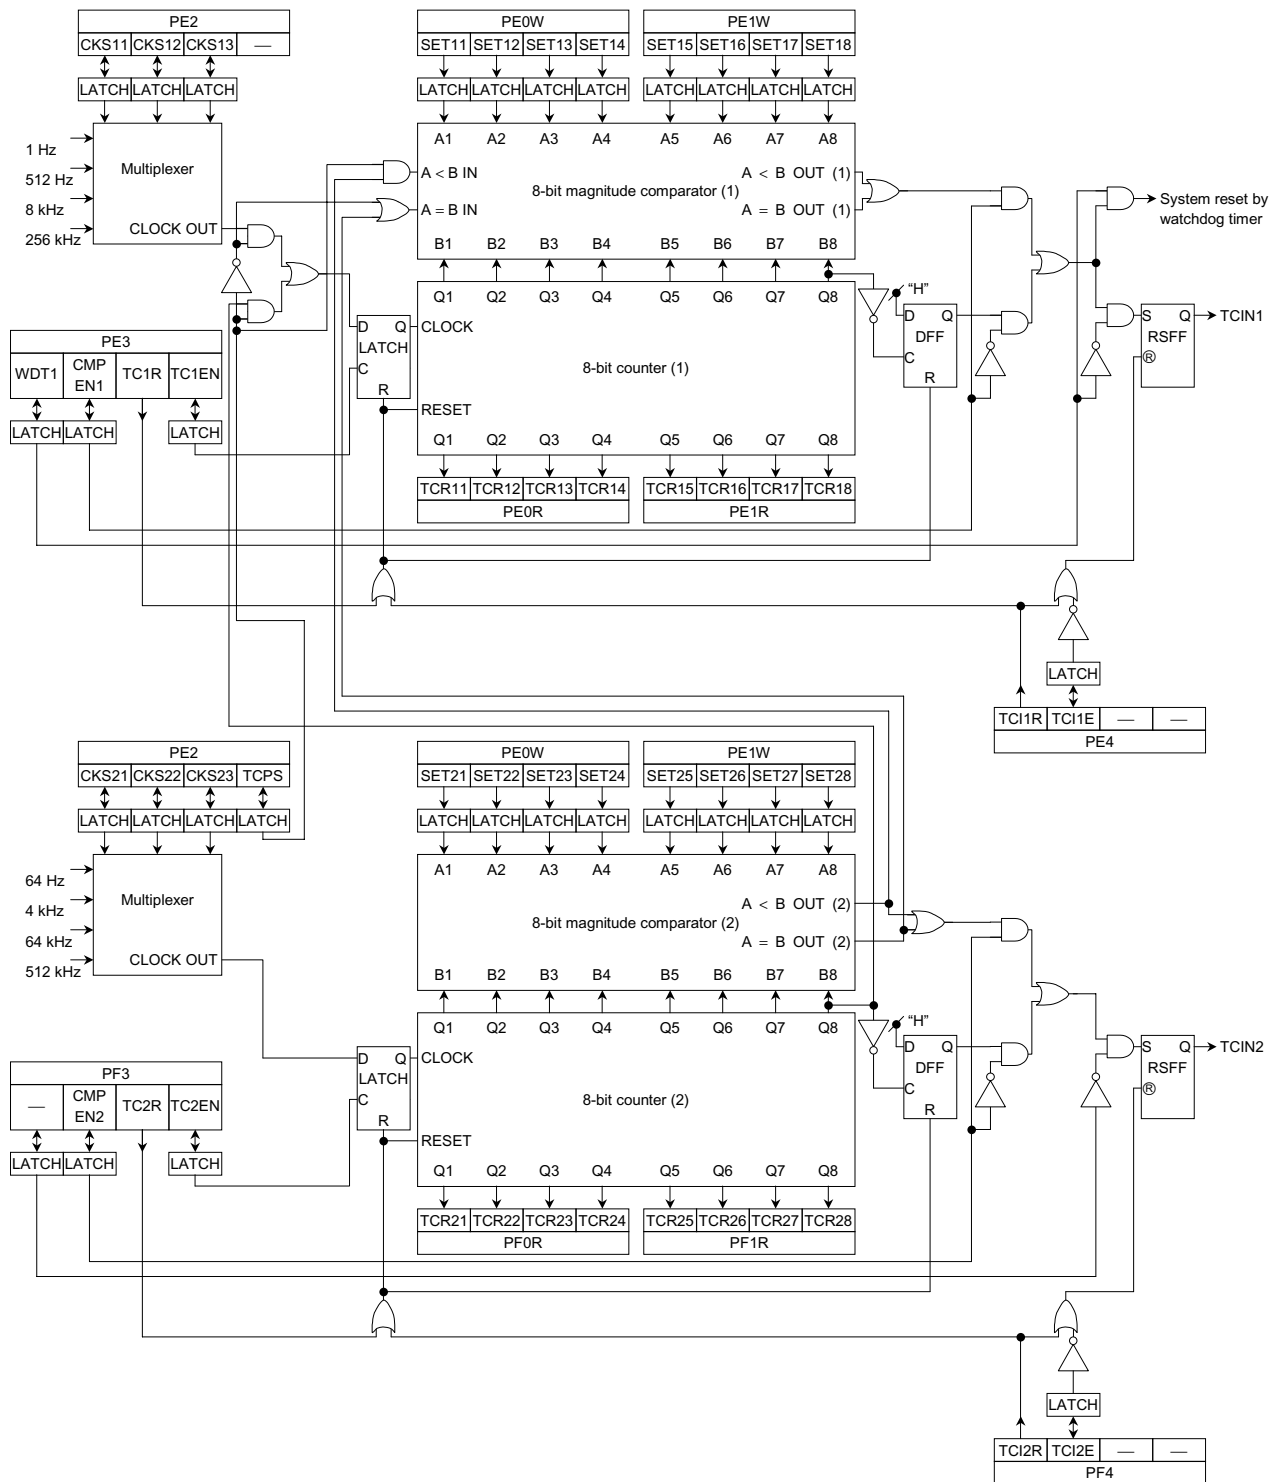 PE2
CKS11 CKS12 CKS13 —
LATCH LATCH LATCH
1 Hz
512 Hz
8 kHz
256 kHz
Multiplexer
CLOCK OUT
PE0W
SET11 SET12 SET13 SET14
LATCH LATCH LATCH LATCH
PE1W
SET15 SET16 SET17 SET18
LATCH LATCH LATCH LATCH
A1 A2 A3 A4 A5 A6 A7 A8
A < B IN
A = B IN
8-bit magnitude comparator (1)
A < B OUT (1)
A = B OUT (1)
B1 B2 B3 B4 B5 B6 B7 B8
System reset by
watchdog timer
Q1 Q2 Q3 Q4 Q5 Q6 Q7 Q8
CLOCK
8-bit counter (1)
RESET
Q1 Q2 Q3 Q4 Q5 Q6 Q7 Q8
D Q
LATCH
C
R
"H"
D Q
DFF
C
R
S Q
RSFF
R
TCIN1
PE3
WDT1 CMP EN1 TC1R TC1EN
LATCH LATCH LATCH
TCR11 TCR12 TCR13 TCR14
PE0R
TCR15 TCR16 TCR17 TCR18
PE1R
LATCH
TCI1R TCI1E — —
PE4
PE2
CKS21 CKS22 CKS23 TCPS
LATCH LATCH LATCH LATCH
64 Hz
4 kHz
64 kHz
512 kHz
Multiplexer
CLOCK OUT
PE0W
SET21 SET22 SET23 SET24
LATCH LATCH LATCH LATCH
PE1W
SET25 SET26 SET27 SET28
LATCH LATCH LATCH LATCH
A1 A2 A3 A4 A5 A6 A7 A8
8-bit magnitude comparator (2)
A < B OUT (2)
A = B OUT (2)
B1 B2 B3 B4 B5 B6 B7 B8
Q1 Q2 Q3 Q4 Q5 Q6 Q7 Q8
CLOCK
8-bit counter (2)
RESET
Q1 Q2 Q3 Q4 Q5 Q6 Q7 Q8
D Q
LATCH
C
R
"H"
D Q
DFF
C
R
S Q
RSFF
R
TCIN2
PF3
— CMP EN2 TC2R TC2EN
LATCH LATCH LATCH
TCR21 TCR22 TCR23 TCR24
PF0R
TCR25 TCR26 TCR27 TCR28
PF1R
LATCH
TCI2R TCI2E — —
PF4